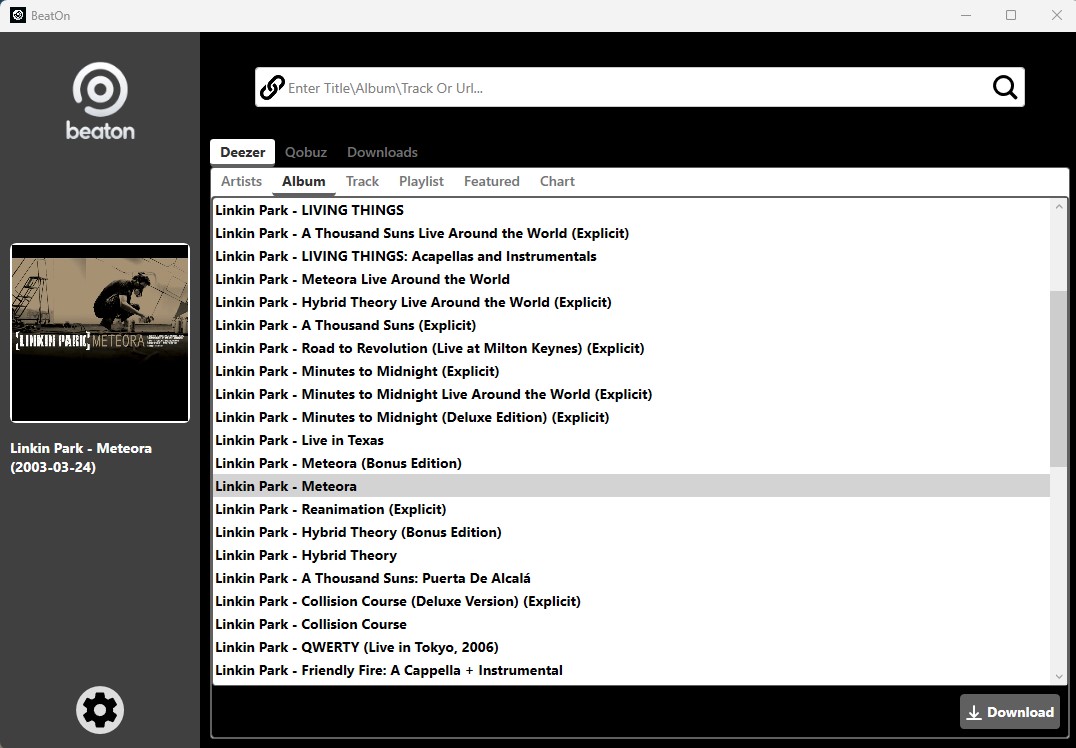 BeatOn
beaton
Enter Title\Album\Track Or Url...
Deezer Qobuz Downloads
Artists Album Track Playlist Featured Chart
Linkin Park - LIVING THINGS
Linkin Park - A Thousand Suns Live Around the World (Explicit)
Linkin Park - LIVING THINGS: Acapellas and Instrumentals
Linkin Park - Meteora Live Around the World
Linkin Park - Hybrid Theory Live Around the World (Explicit)
Linkin Park - A Thousand Suns (Explicit)
Linkin Park - Road to Revolution (Live at Milton Keynes) (Explicit)
Linkin Park - Minutes to Midnight (Explicit)
Linkin Park - Minutes to Midnight Live Around the World (Explicit)
Linkin Park - Minutes to Midnight (Deluxe Edition) (Explicit)
Linkin Park - Live in Texas
Linkin Park - Meteora (Bonus Edition)
Linkin Park - Meteora
Linkin Park - Reanimation (Explicit)
Linkin Park - Hybrid Theory (Bonus Edition)
Linkin Park - Hybrid Theory
Linkin Park - A Thousand Suns: Puerta De Alcalá
Linkin Park - Collision Course (Deluxe Version) (Explicit)
Linkin Park - Collision Course
Linkin Park - QWERTY (Live in Tokyo, 2006)
Linkin Park - Friendly Fire: A Cappella + Instrumental
[LINKIN PARK] METEORA
Linkin Park - Meteora
(2003-03-24)
Download